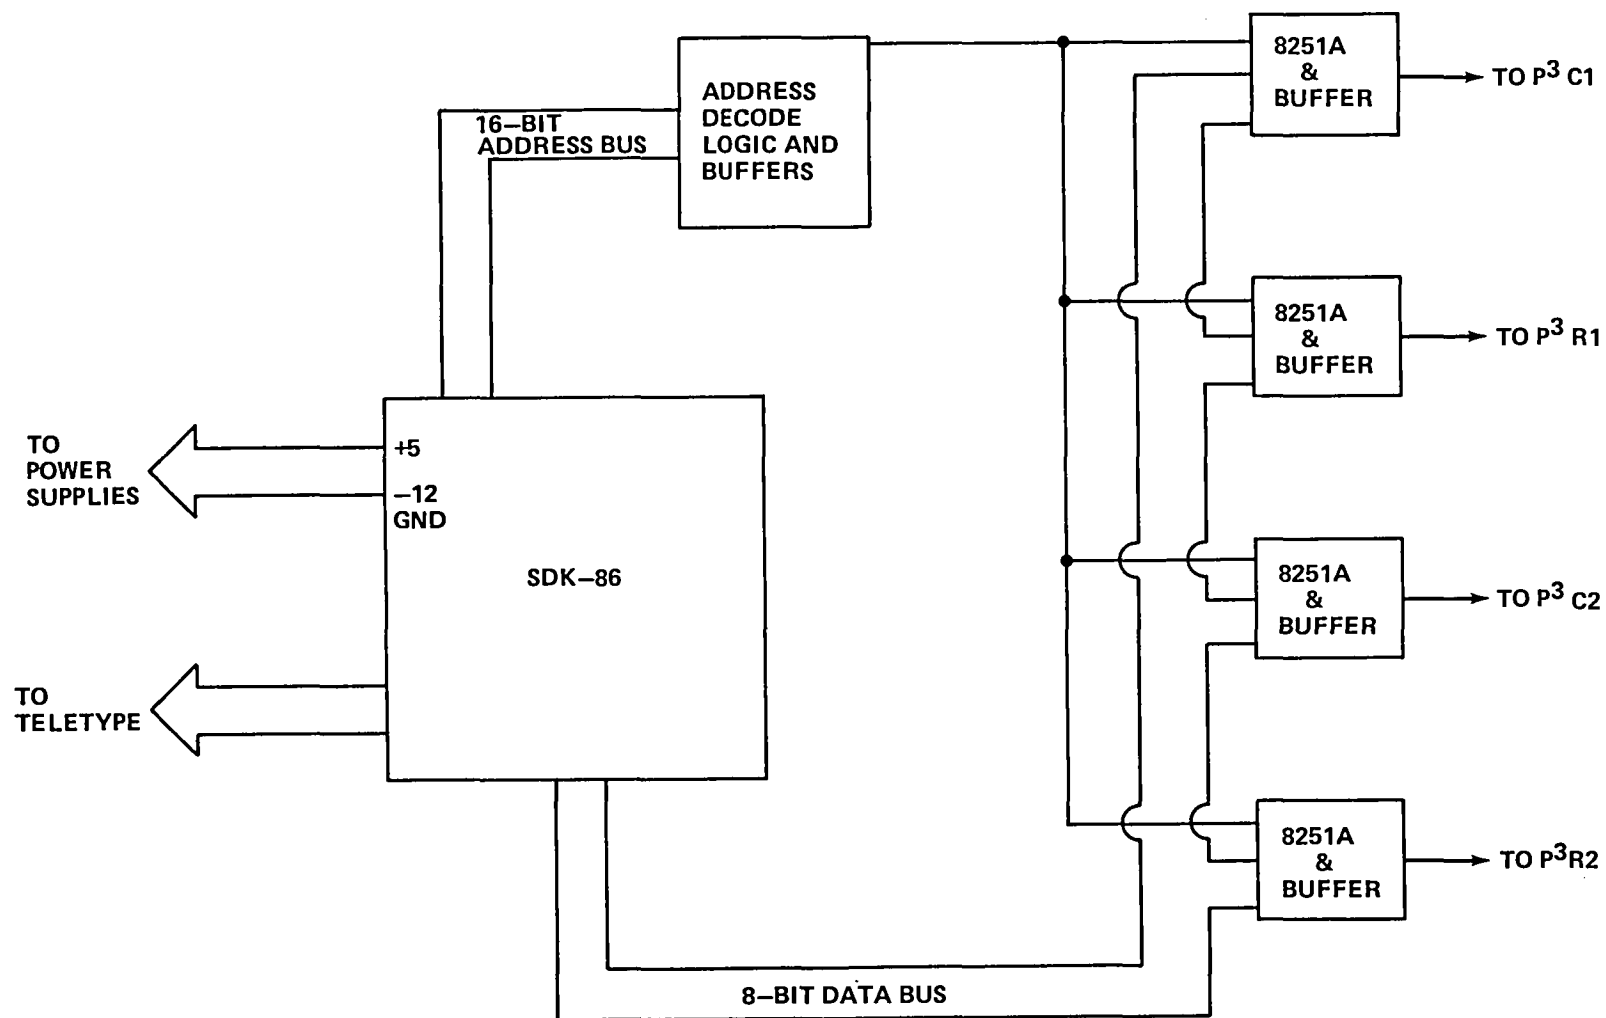 ADDRESS
DECODE
LOGIC AND
BUFFERS
16-BIT
ADDRESS BUS
8251A
&
BUFFER
TO P3 C1
8251A
&
BUFFER
TO P3 R1
TO
POWER
SUPPLIES
+5
-12
GND
SDK-86
8251A
&
BUFFER
TO P3 C2
TO
TELETYPE
8251A
&
BUFFER
TO P3R2
8-BIT DATA BUS